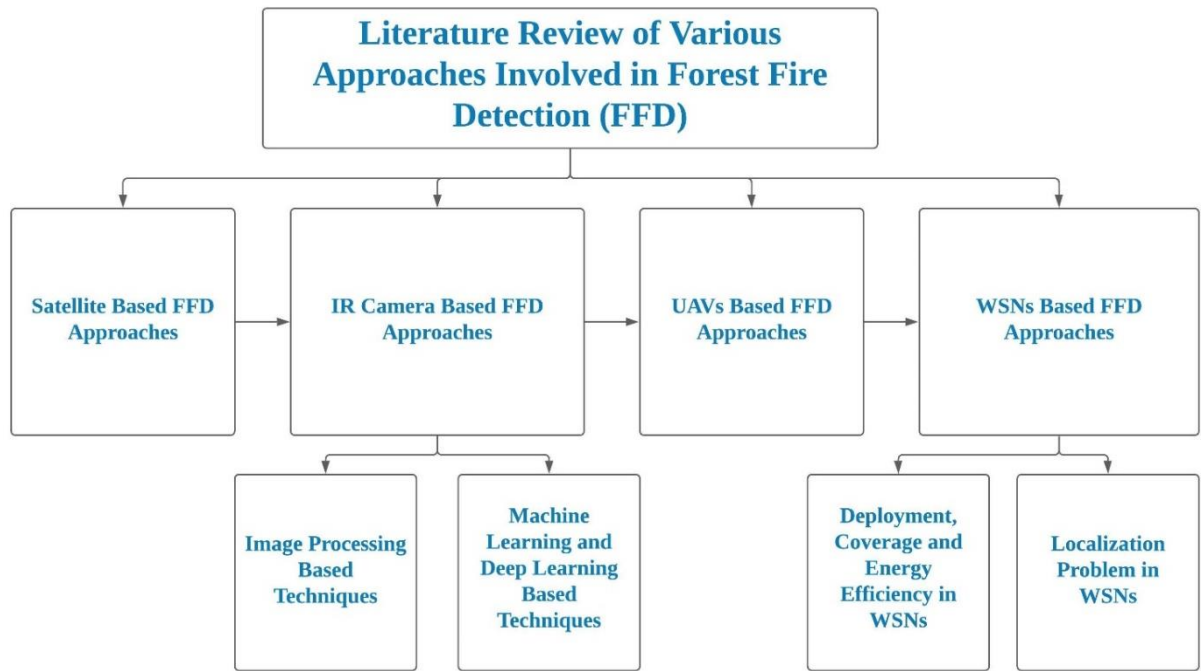 Literature Review of Various
Approaches Involved in Forest Fire
Detection (FFD)
Satellite Based FFD
Approaches
IR Camera Based FFD
Approaches
UAVs Based FFD
Approaches
WSNs Based FFD
Approaches
Image Processing
Based
Techniques
Machine
Learning and
Deep Learning
Based
Techniques
Deployment,
Coverage and
Energy
Efficiency in
WSNs
Localization
Problem in
WSNs